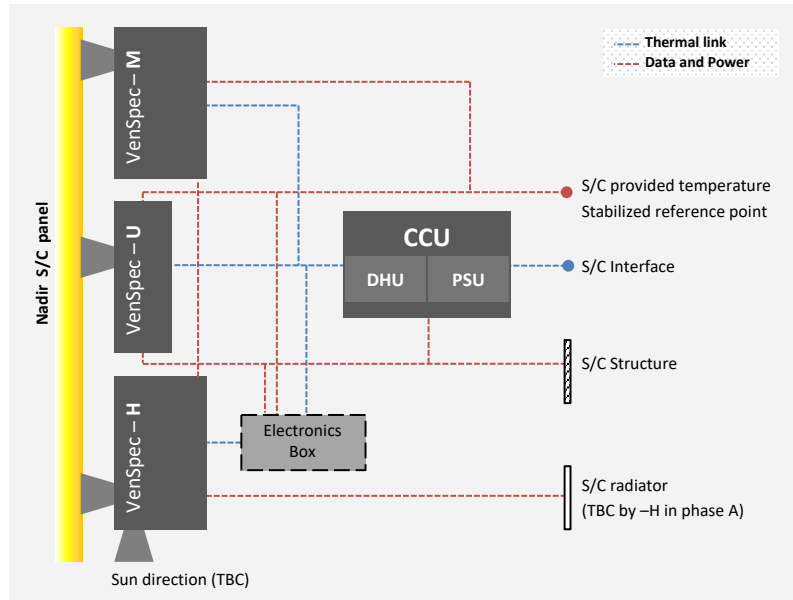 Thermal link
Data and Power
VenSpec – M
S/C provided temperature
Stabilized reference point
VenSpec – U
CCU
DHU
PSU
S/C Interface
Nadir S/C panel
S/C Structure
VenSpec – H
Electronics
Box
S/C radiator
(TBC by –H in phase A)
Sun direction (TBC)